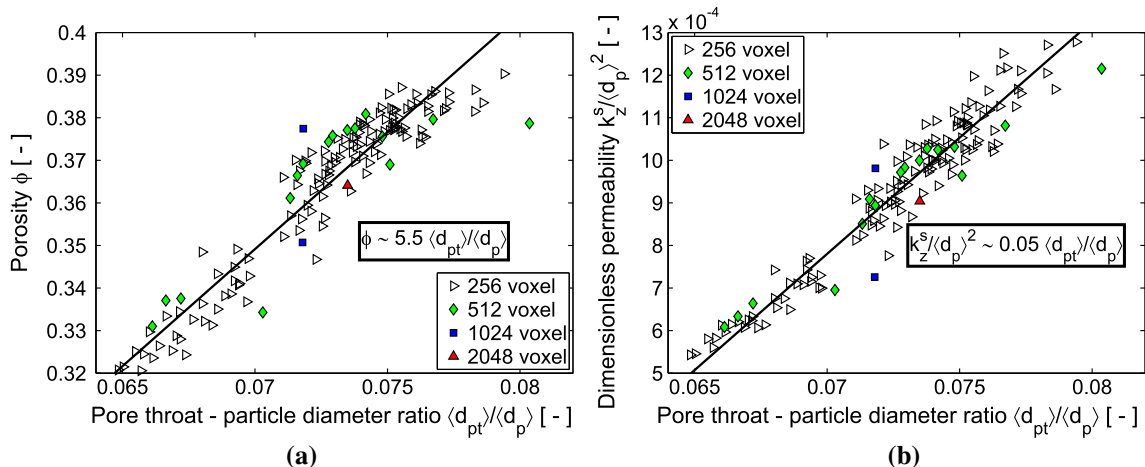 0.4
0.39
0.38
0.37
0.36
0.35
0.34
0.33
0.32
Porosity ϕ [ - ]
0.065 0.07 0.075 0.08
Pore throat - particle diameter ratio ⟨d_pt⟩/⟨d_p⟩ [ - ]
ϕ ~ 5.5 ⟨d_pt⟩/⟨d_p⟩
256 voxel
512 voxel
1024 voxel
2048 voxel
(a)
x 10^-4
13
12
11
10
9
8
7
6
5
Dimensionless permeability k_z^s/⟨d_p⟩^2 [ - ]
256 voxel
512 voxel
1024 voxel
2048 voxel
k_z^s/⟨d_p⟩^2 ~ 0.05 ⟨d_pt⟩/⟨d_p⟩
0.065 0.07 0.075 0.08
Pore throat - particle diameter ratio ⟨d_pt⟩/⟨d_p⟩ [ - ]
(b)